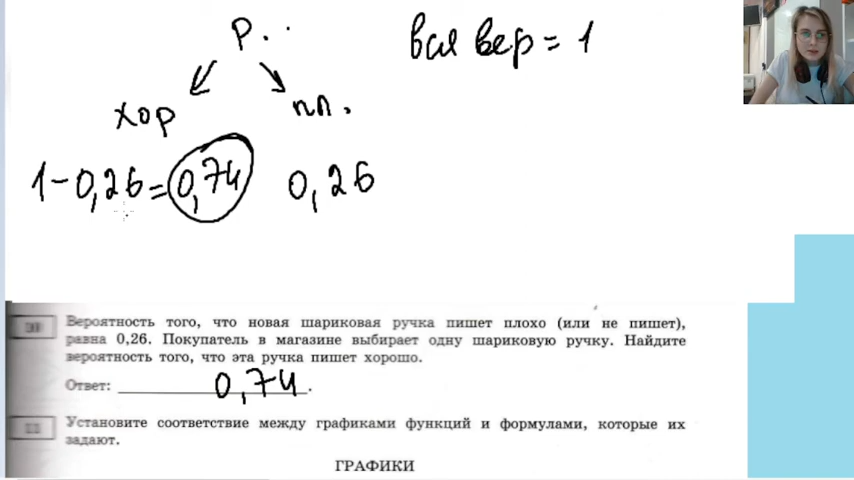 P..
вся вер = 1
хор
пл.
1-0,26=0,74
0,26
10
Вероятность того, что новая шариковая ручка пишет плохо (или не пишет),
равна 0,26. Покупатель в магазине выбирает одну шариковую ручку. Найдите
вероятность того, что эта ручка пишет хорошо.
Ответ: 0,74.
11
Установите соответствие между графиками функций и формулами, которые их
задают.
ГРАФИКИ